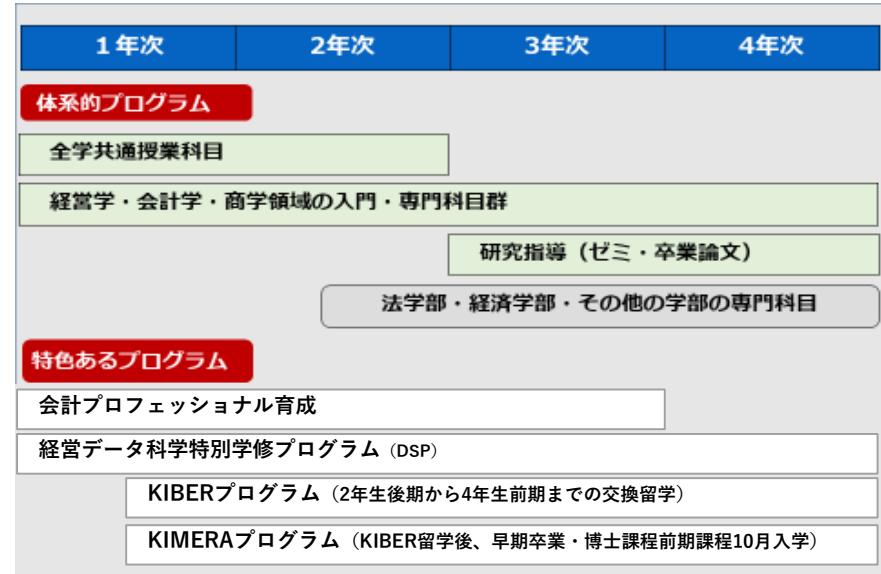 1年次 2年次 3年次 4年次
体系的プログラム
全学共通授業科目
経営学・会計学・商学領域の入門・専門科目群
研究指導（ゼミ・卒業論文）
法学部・経済学部・その他の学部の専門科目
特色あるプログラム
会計プロフェッショナル育成
経営データ科学特別学修プログラム（DSP）
KIBERプログラム（2年生後期から4年生前期までの交換留学）
KIMERAプログラム（KIBER留学後、早期卒業・博士課程前期課程10月入学）